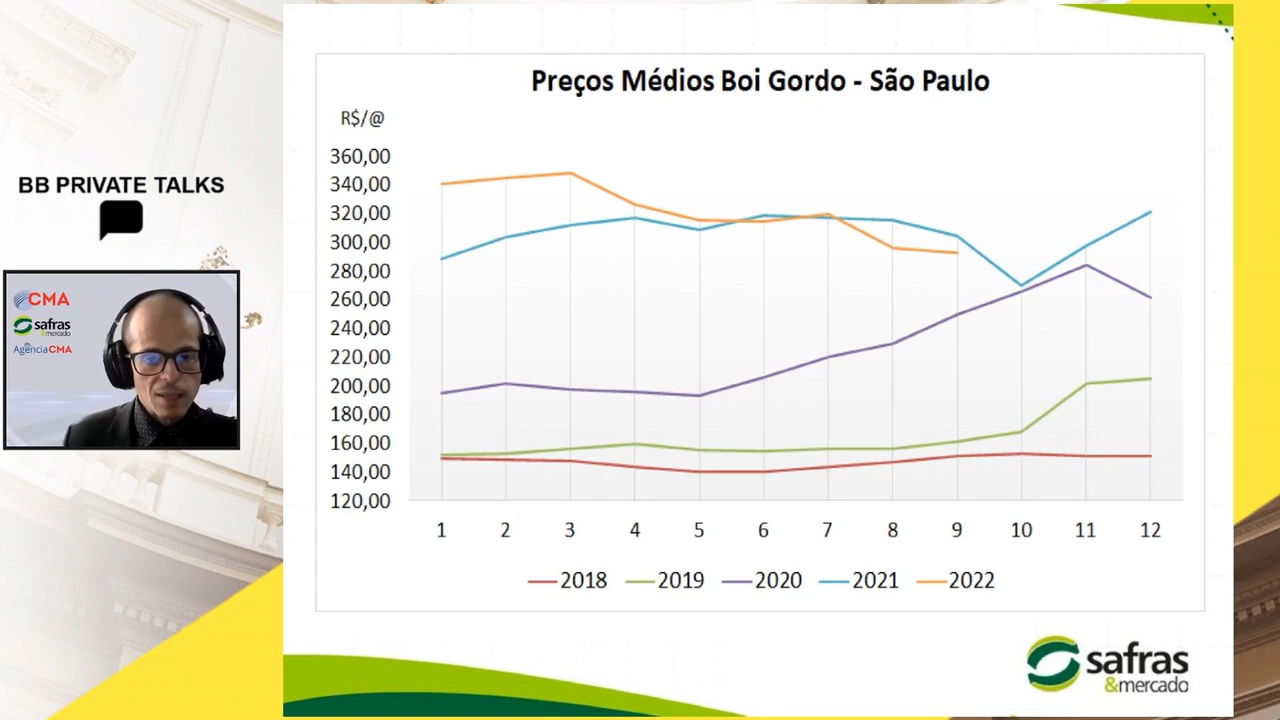 BB PRIVATE TALKS
CMA
safras
&mercado
Agência CMA
Preços Médios Boi Gordo - São Paulo
R$/@
360,00
340,00
320,00
300,00
280,00
260,00
240,00
220,00
200,00
180,00
160,00
140,00
120,00
1 2 3 4 5 6 7 8 9 10 11 12
2018 2019 2020 2021 2022
safras
&mercado